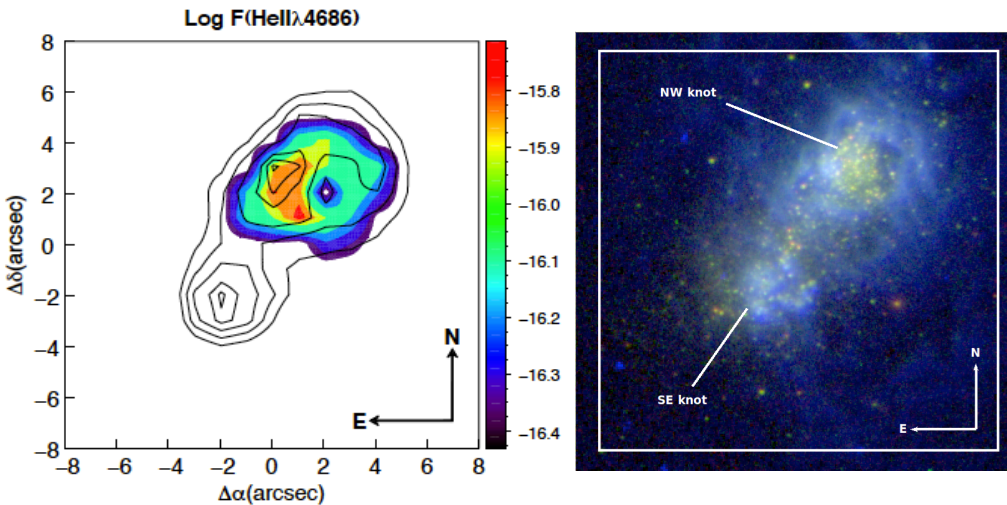 Log F(HeIIλ4686)
8
6
4
2
0
−2
−4
−6
−8
Δδ(arcsec)
−8 −6 −4 −2 0 2 4 6 8
Δα(arcsec)
N
E
−15.8
−15.9
−16.0
−16.1
−16.2
−16.3
−16.4
NW knot
SE knot
N
E